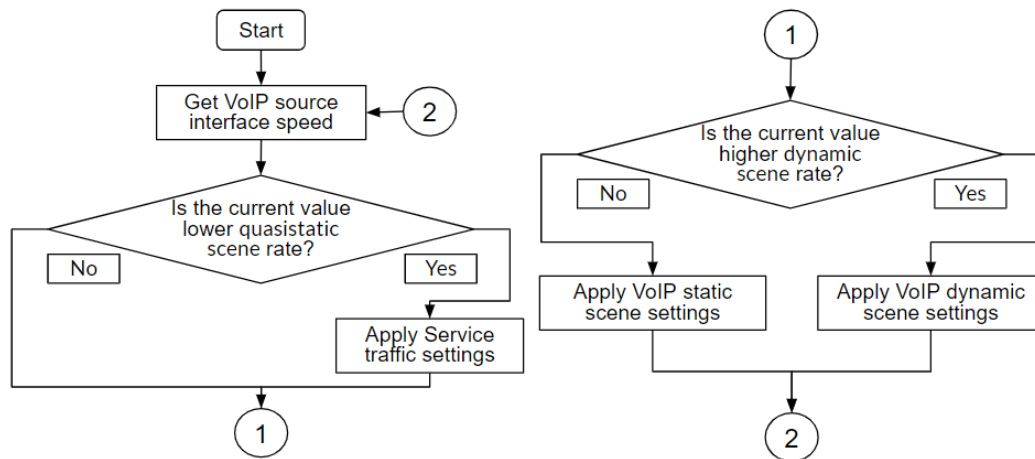 Start
Get VoIP source
interface speed
2
Is the current value
lower quasistatic
scene rate?
No
Yes
Apply Service
traffic settings
1
1
Is the current value
higher dynamic
scene rate?
No
Yes
Apply VoIP static
scene settings
Apply VoIP dynamic
scene settings
2